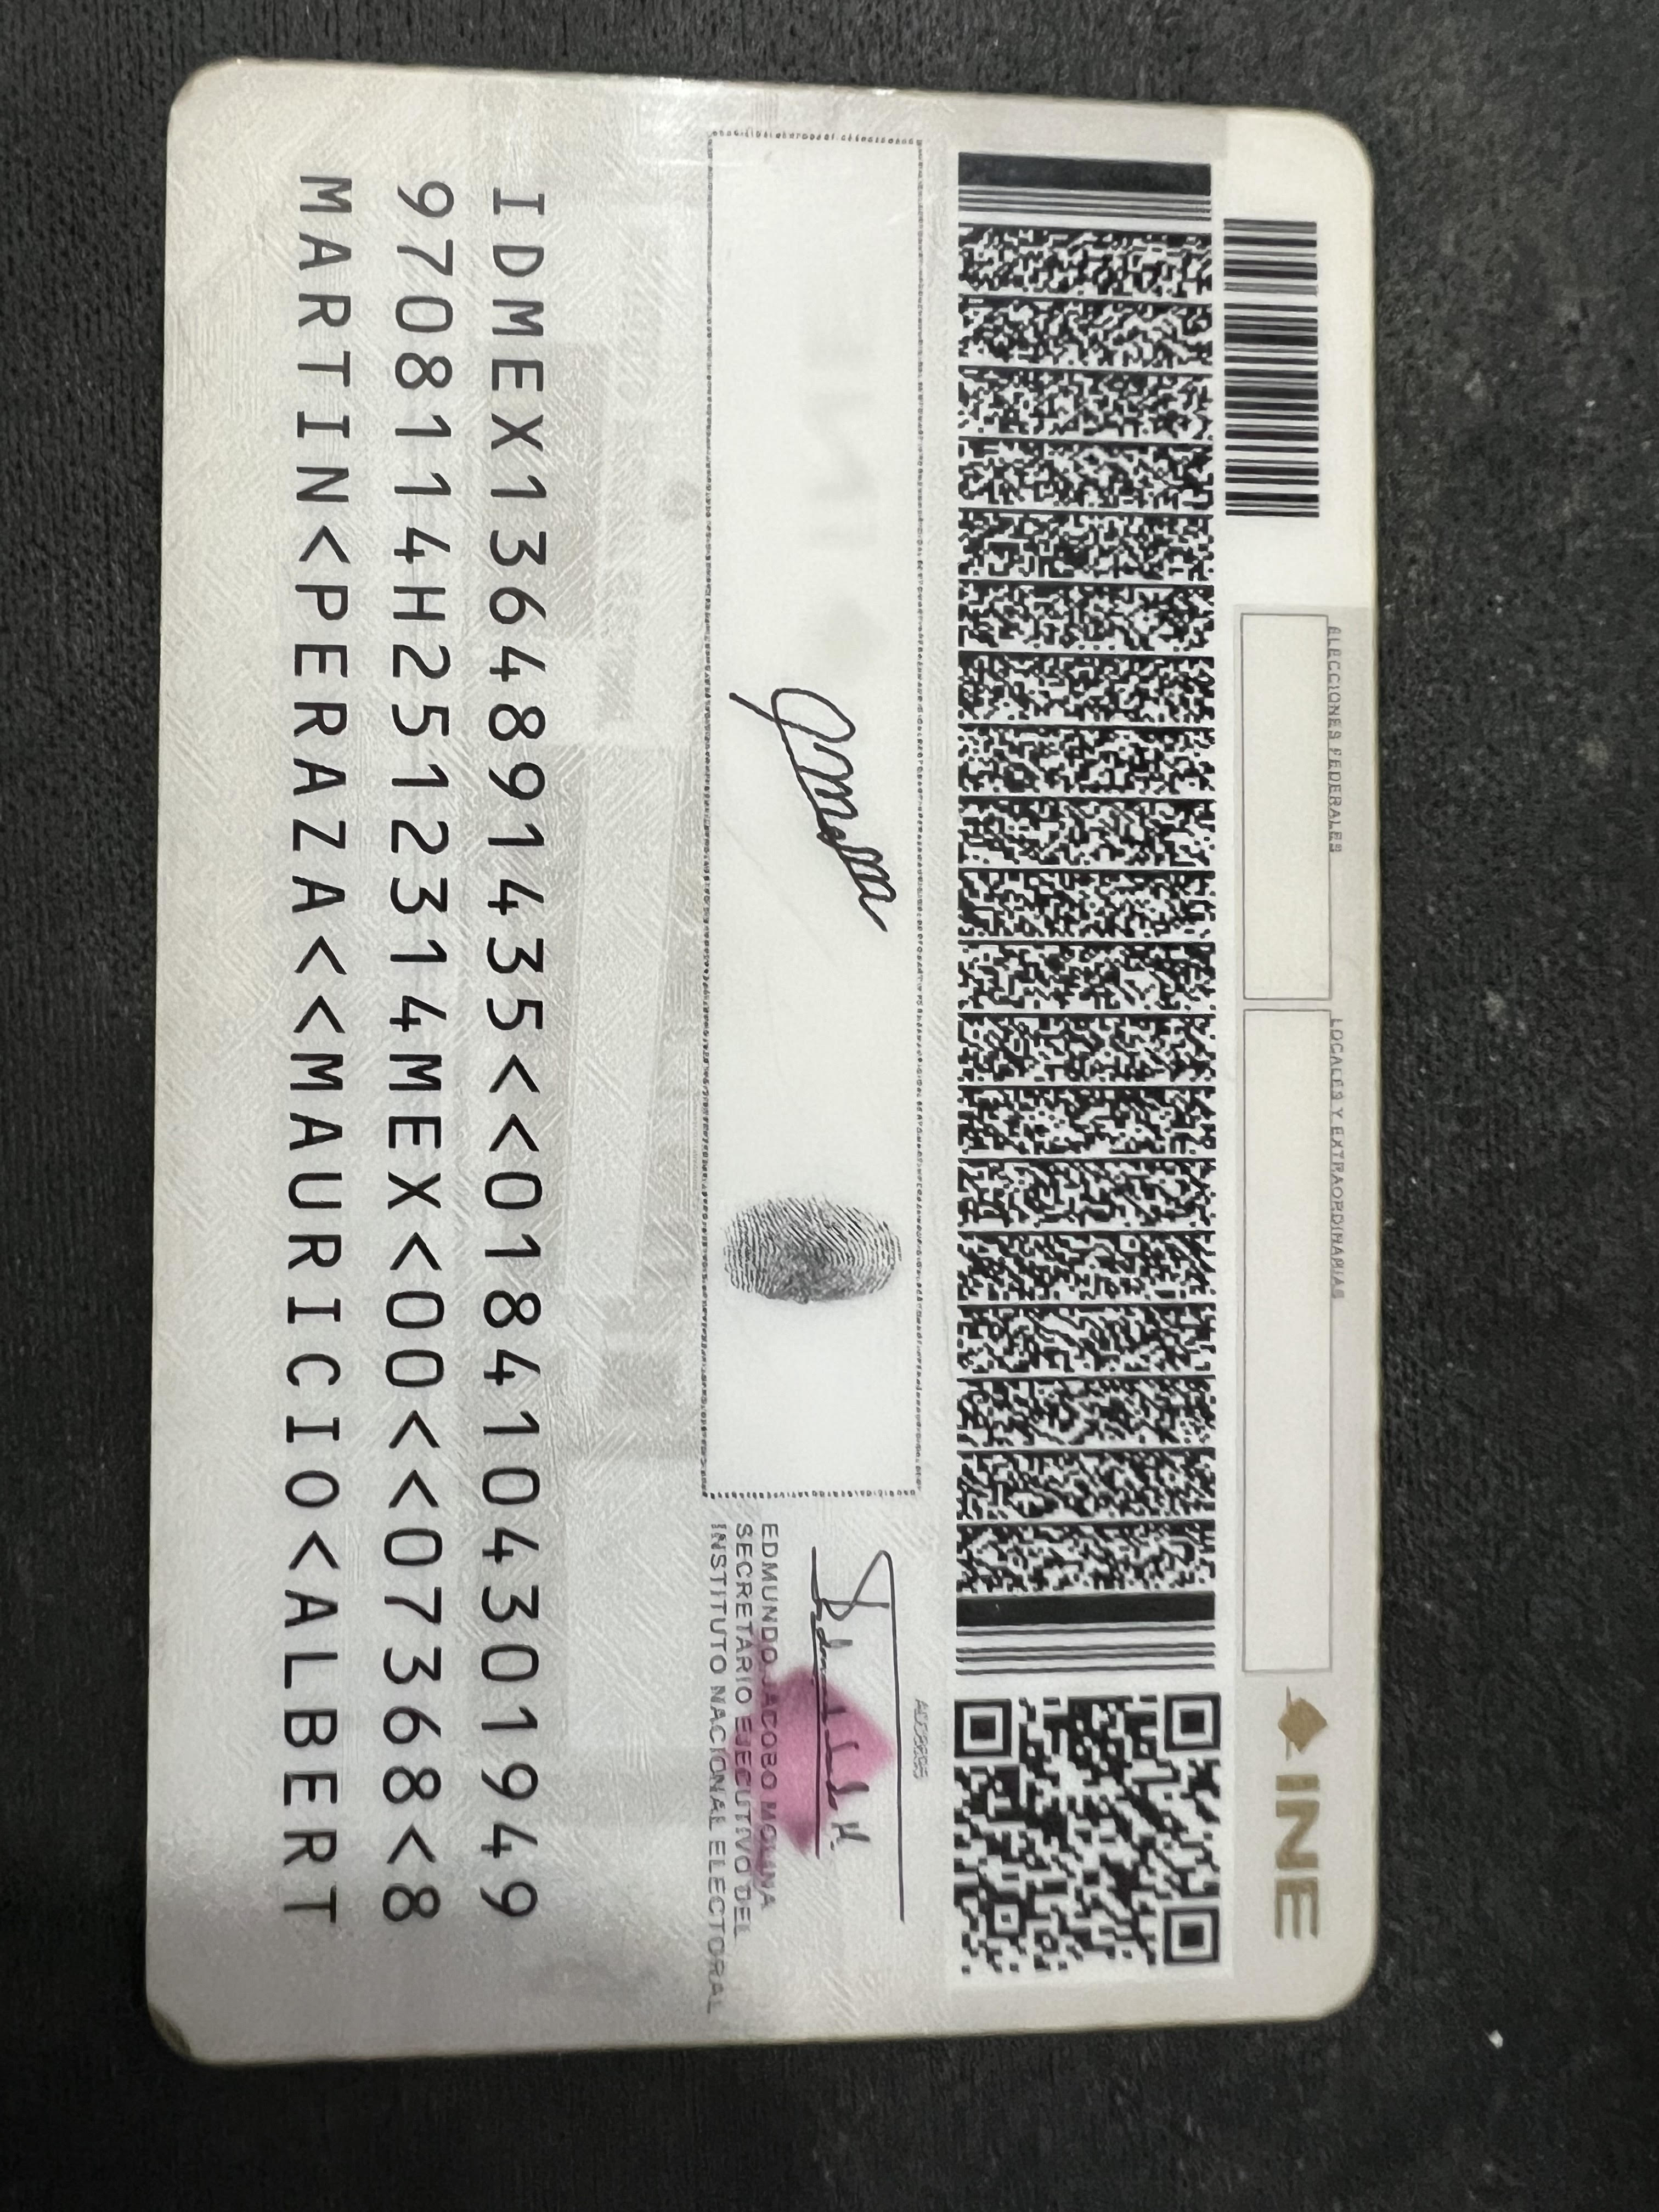 ELECCIONES FEDERALES
LOCALES Y EXTRAORDINARIAS
INE
EDMUNDO JACOBO MOLINA
SECRETARIO EJECUTIVO DEL
INSTITUTO NACIONAL ELECTORAL
IDMEX1364891435<<0184104301949
9708114H2512314MEX<00<<07368<8
MARTIN<PERAZA<<MAURICIO<ALBERT